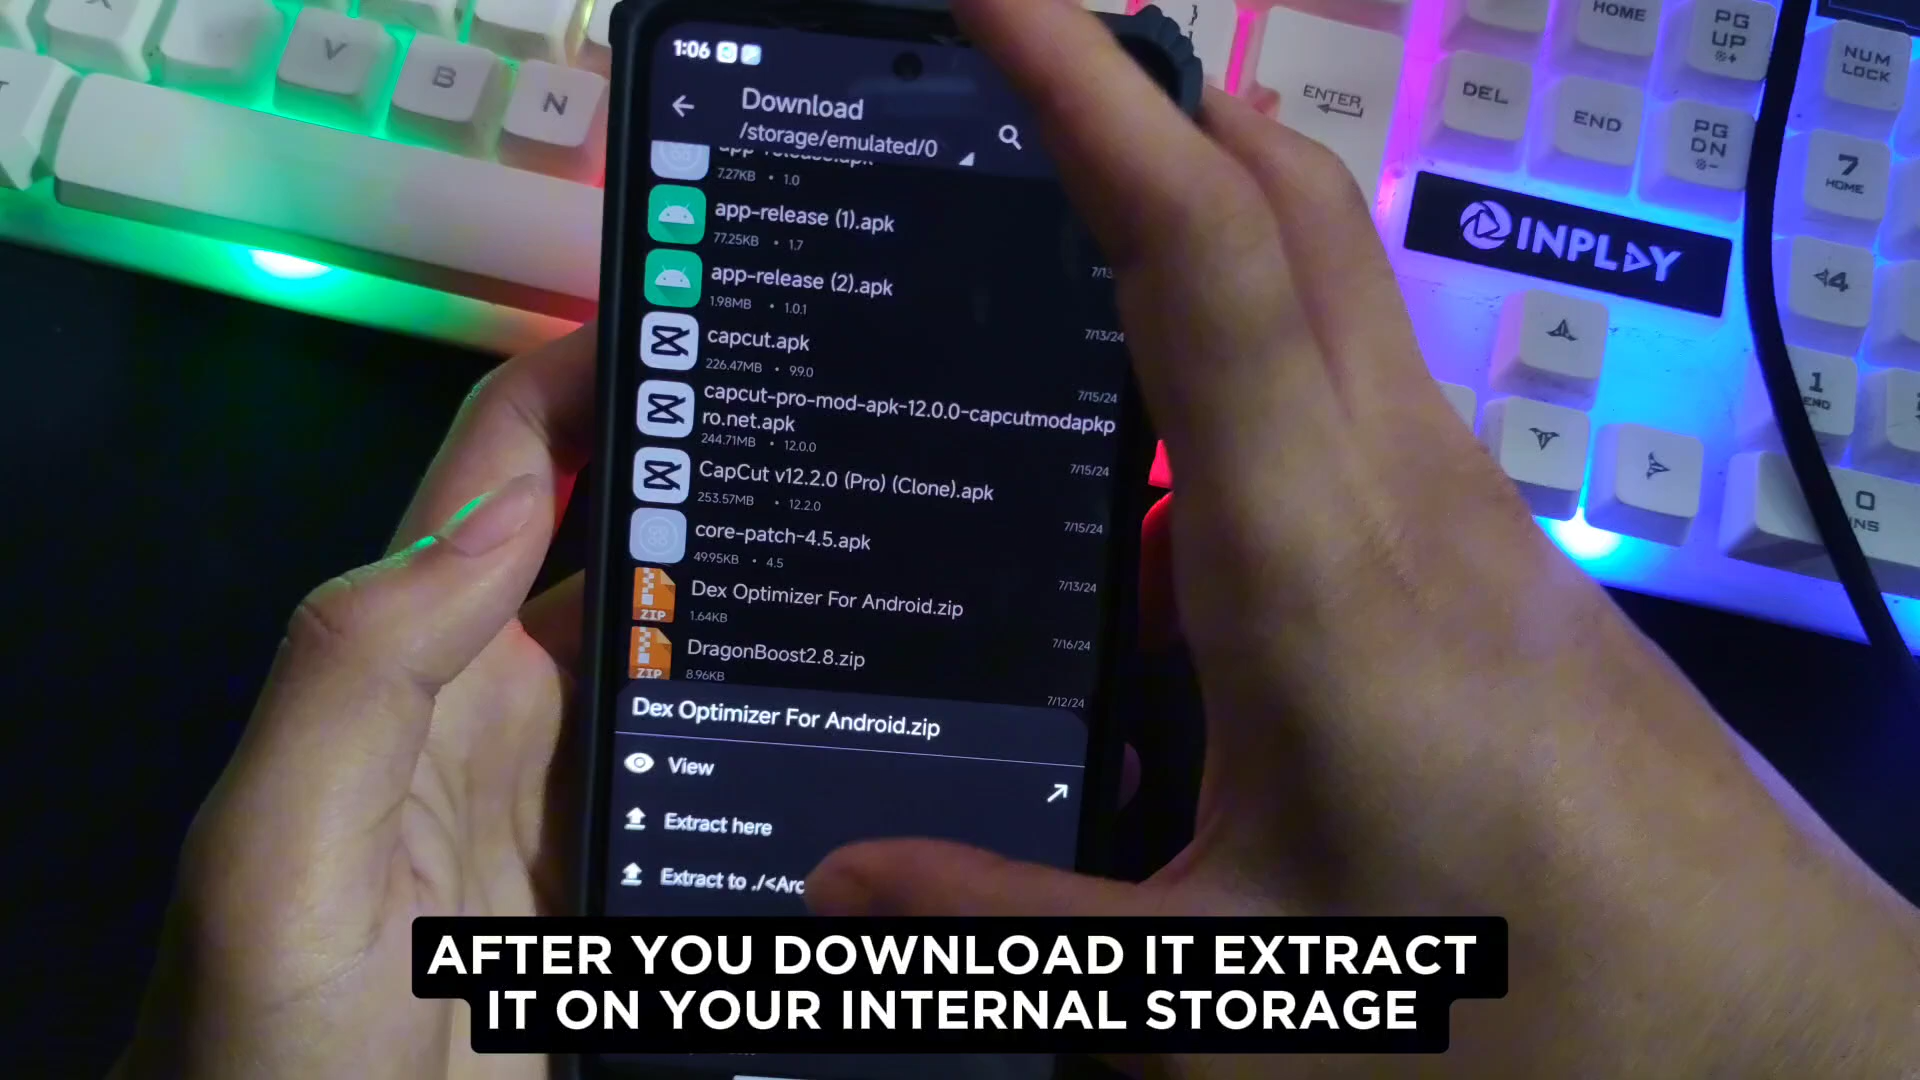 1:06
Download
/storage/emulated/0
app-release.apk
7.27KB • 1.0
app-release (1).apk
77.25KB • 1.7
app-release (2).apk
7/13
1.98MB • 1.0.1
capcut.apk
7/13/24
226.47MB • 9.9.0
capcut-pro-mod-apk-12.0.0-capcutmodapkp
ro.net.apk
7/15/24
244.71MB • 12.0.0
CapCut v12.2.0 (Pro) (Clone).apk
7/15/24
253.57MB • 12.2.0
core-patch-4.5.apk
7/15/24
49.95KB • 4.5
Dex Optimizer For Android.zip
7/13/24
1.64KB
ZIP
DragonBoost2.8.zip
7/16/24
8.96KB
ZIP
7/12/24
Dex Optimizer For Android.zip
View
Extract here
Extract to ./<Arc
AFTER YOU DOWNLOAD IT EXTRACT
IT ON YOUR INTERNAL STORAGE
V
B
N
ENTER
HOME
PG
UP
NUM
LOCK
DEL
END
PG
DN
7
HOME
INPLAY
4
1
END
0
INS